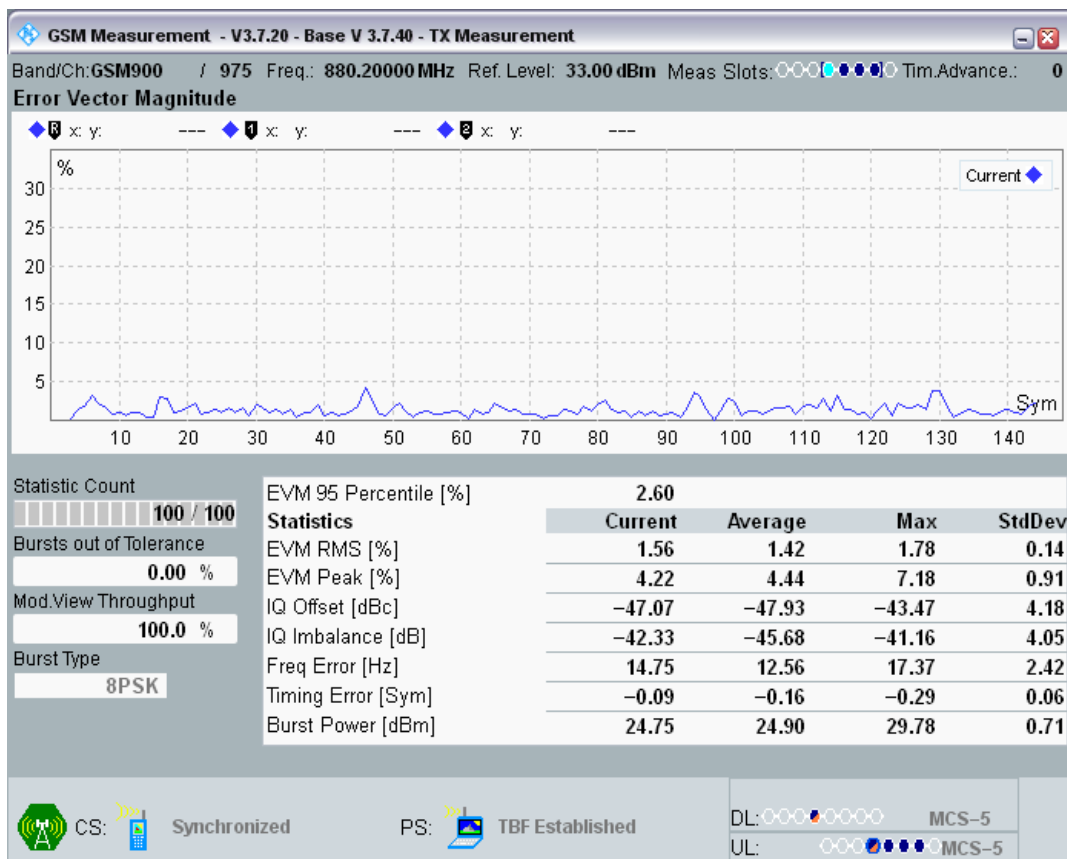 GSM Measurement - V3.7.20 - Base V 3.7.40 - TX Measurement
Band/Ch:GSM900 / 975 Freq.: 880.20000 MHz Ref. Level: 33.00 dBm Meas Slots: Tim.Advance.: 0
Error Vector Magnitude
R x: y: --- 1 x: y: --- 2 x: y: ---
%
Current
30
25
20
15
10
5
Sym
10 20 30 40 50 60 70 80 90 100 110 120 130 140
Statistic Count
100 / 100
Bursts out of Tolerance
0.00 %
Mod.View Throughput
100.0 %
Burst Type
8PSK
EVM 95 Percentile [%] 2.60
Statistics Current Average Max StdDev
EVM RMS [%] 1.56 1.42 1.78 0.14
EVM Peak [%] 4.22 4.44 7.18 0.91
IQ Offset [dBc] −47.07 −47.93 −43.47 4.18
IQ Imbalance [dB] −42.33 −45.68 −41.16 4.05
Freq Error [Hz] 14.75 12.56 17.37 2.42
Timing Error [Sym] −0.09 −0.16 −0.29 0.06
Burst Power [dBm] 24.75 24.90 29.78 0.71
CS: Synchronized PS: TBF Established
DL: MCS−5
UL: MCS−5